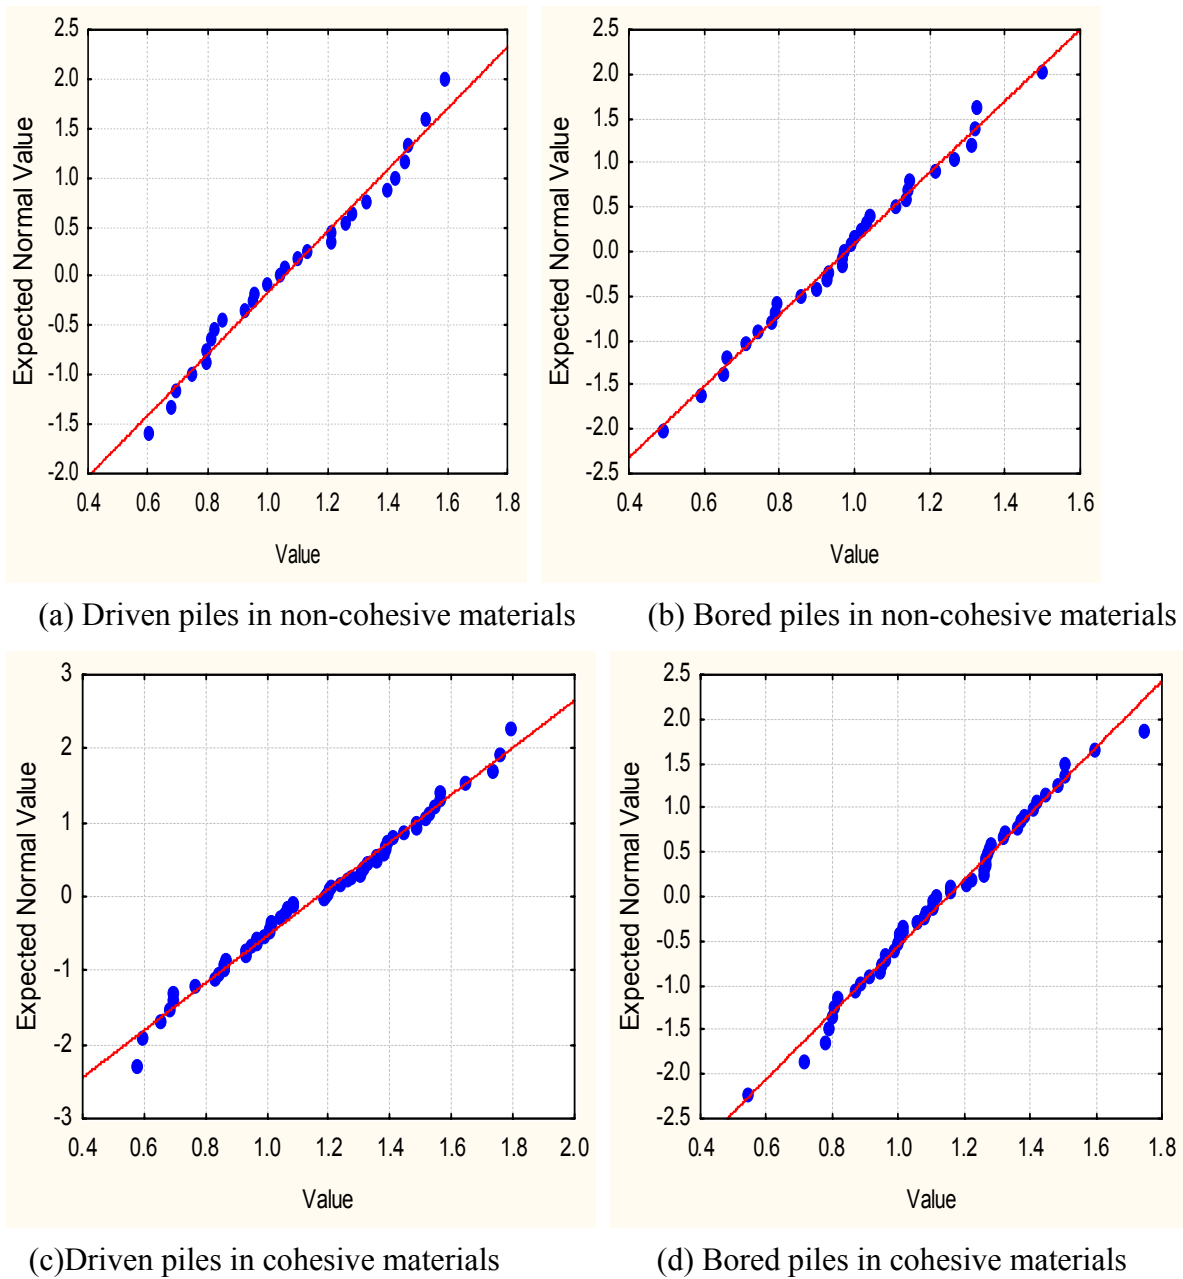 2.5
2.0
1.5
1.0
0.5
0.0
-0.5
-1.0
-1.5
-2.0
Expected Normal Value
0.4 0.6 0.8 1.0 1.2 1.4 1.6 1.8
Value
2.5
2.0
1.5
1.0
0.5
0.0
-0.5
-1.0
-1.5
-2.0
-2.5
Expected Normal Value
0.4 0.6 0.8 1.0 1.2 1.4 1.6
Value
(a) Driven piles in non-cohesive materials
(b) Bored piles in non-cohesive materials
3
2
1
0
-1
-2
-3
Expected Normal Value
0.4 0.6 0.8 1.0 1.2 1.4 1.6 1.8 2.0
Value
2.5
2.0
1.5
1.0
0.5
0.0
-0.5
-1.0
-1.5
-2.0
-2.5
Expected Normal Value
0.4 0.6 0.8 1.0 1.2 1.4 1.6 1.8
Value
(c)Driven piles in cohesive materials
(d) Bored piles in cohesive materials